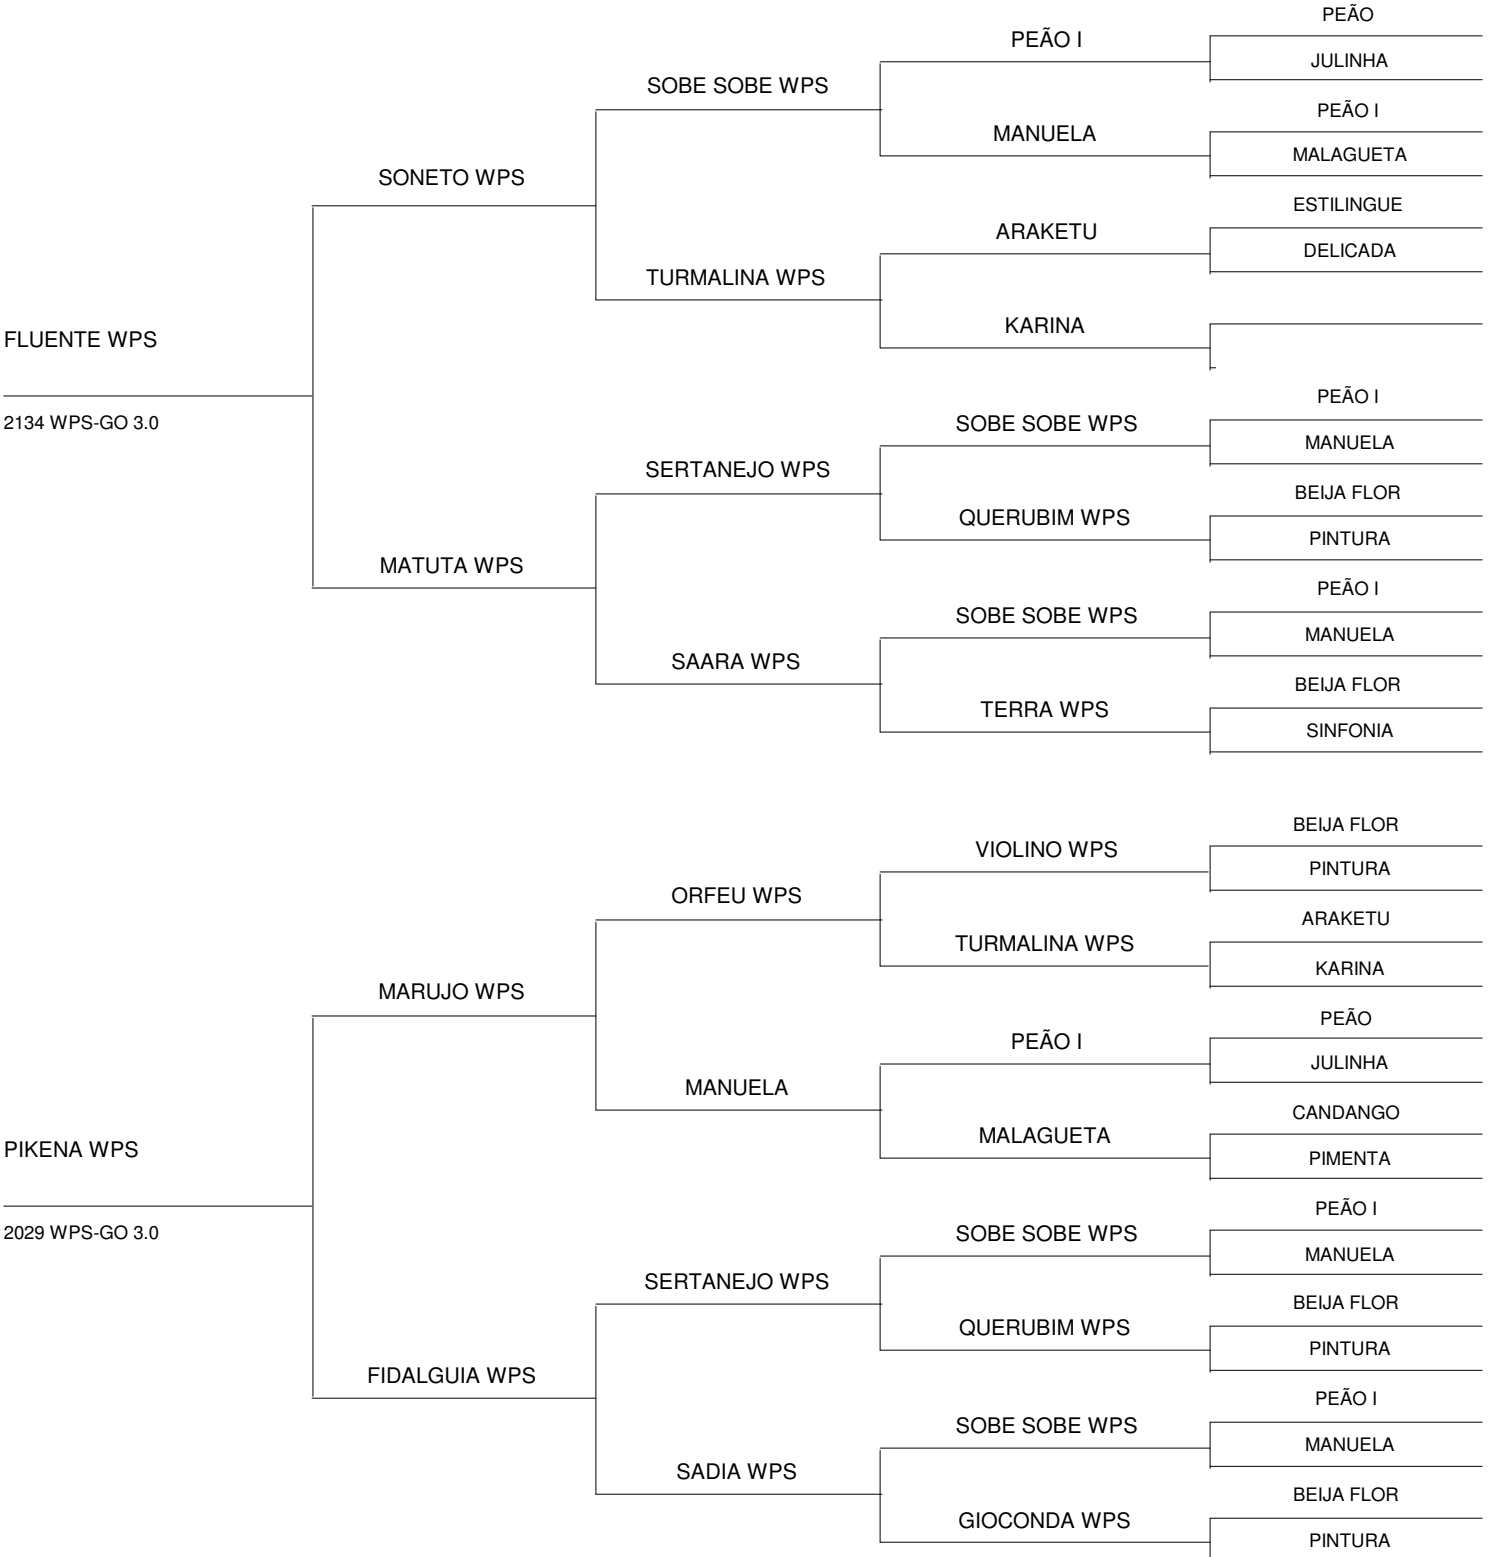 PEÃO
PEÃO I
JULINHA
SOBE SOBE WPS
PEÃO I
MANUELA
MALAGUETA
SONETO WPS
ESTILINGUE
ARAKETU
DELICADA
TURMALINA WPS
KARINA
FLUENTE WPS
PEÃO I
2134 WPS-GO 3.0
SOBE SOBE WPS
MANUELA
SERTANEJO WPS
BEIJA FLOR
QUERUBIM WPS
PINTURA
MATUTA WPS
PEÃO I
SOBE SOBE WPS
MANUELA
SAARA WPS
BEIJA FLOR
TERRA WPS
SINFONIA
BEIJA FLOR
VIOLINO WPS
PINTURA
ORFEU WPS
ARAKETU
TURMALINA WPS
KARINA
MARUJO WPS
PEÃO
PEÃO I
JULINHA
MANUELA
CANDANGO
MALAGUETA
PIKENA WPS
PIMENTA
PEÃO I
2029 WPS-GO 3.0
SOBE SOBE WPS
MANUELA
SERTANEJO WPS
BEIJA FLOR
QUERUBIM WPS
PINTURA
FIDALGUIA WPS
PEÃO I
SOBE SOBE WPS
MANUELA
SADIA WPS
BEIJA FLOR
GIOCONDA WPS
PINTURA